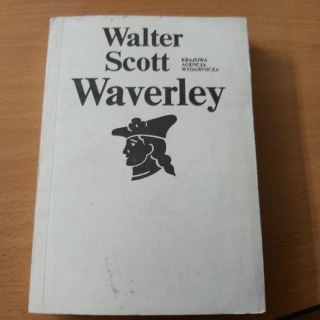 Walter
Scott
KRAJOWA
AGENCJA
WYDAWNICZA
Waverley